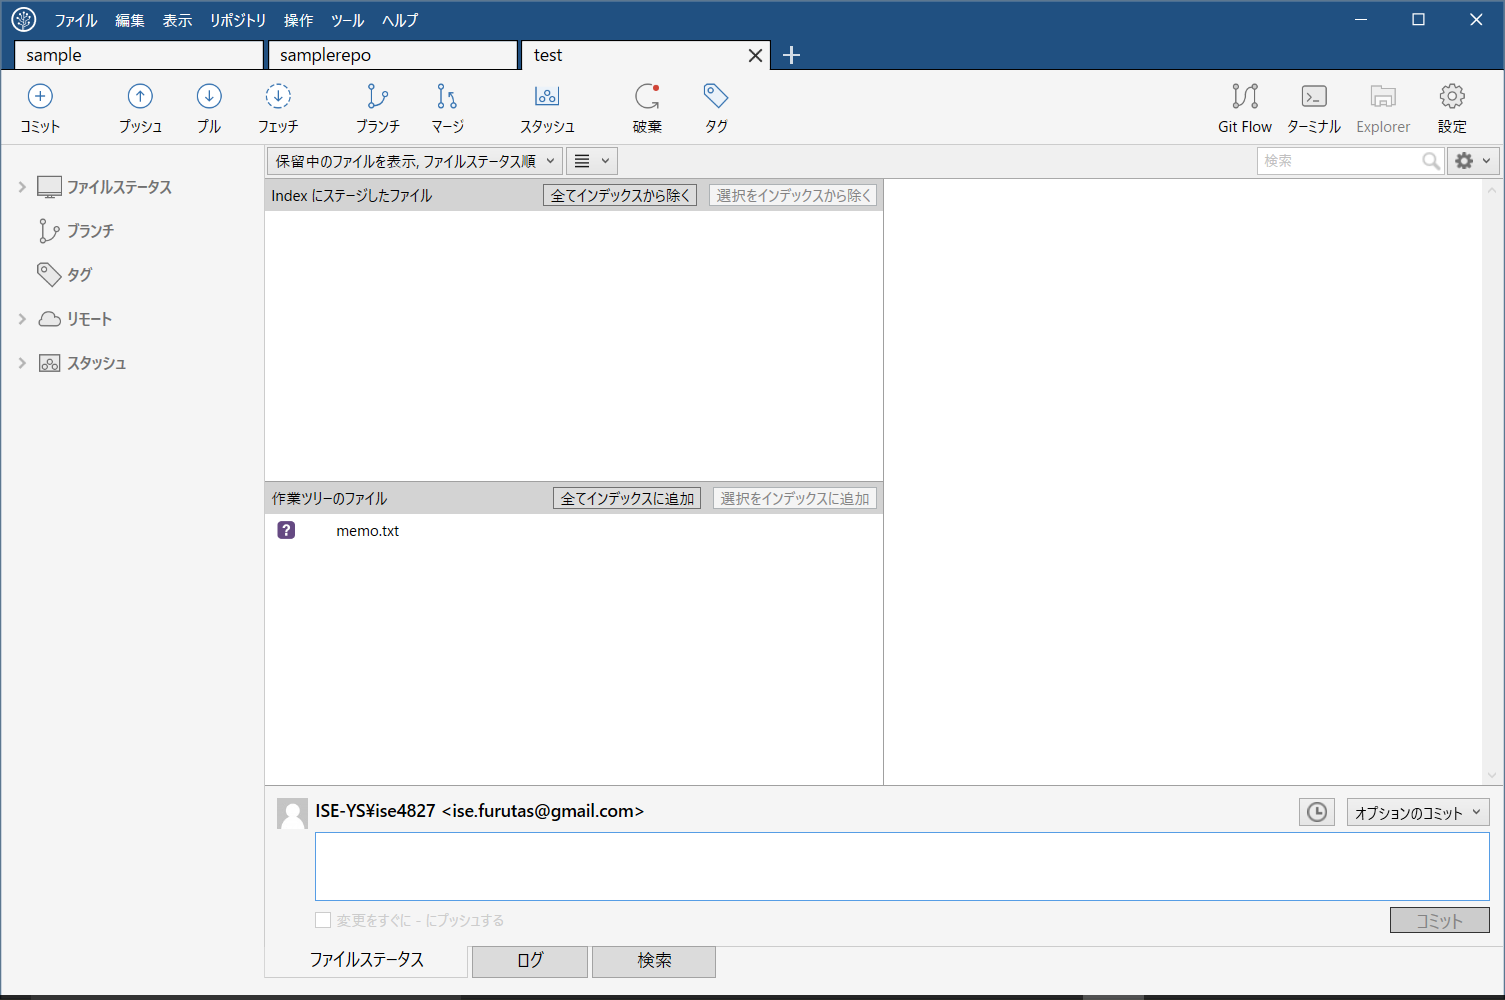 ファイル 編集 表示 リポジトリ 操作 ツール ヘルプ
sample samplerepo test
コミット プッシュ プル フェッチ ブランチ マージ スタッシュ 破棄 タグ Git Flow ターミナル Explorer 設定
保留中のファイルを表示, ファイルステータス順 検索
ファイルステータス
ブランチ
タグ
リモート
スタッシュ
Index にステージしたファイル 全てインデックスから除く 選択をインデックスから除く
作業ツリーのファイル 全てインデックスに追加 選択をインデックスに追加
? memo.txt
ISE-YS¥ise4827 <ise.furutas@gmail.com> オプションのコミット
変更をすぐに - にプッシュする コミット
ファイルステータス ログ 検索